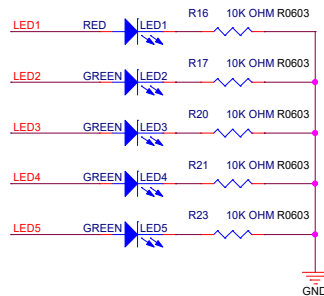 R16 10K OHM R0603
LED1 RED LED1
R17 10K OHM R0603
LED2 GREEN LED2
R20 10K OHM R0603
LED3 GREEN LED3
R21 10K OHM R0603
LED4 GREEN LED4
R23 10K OHM R0603
LED5 GREEN LED5
GND